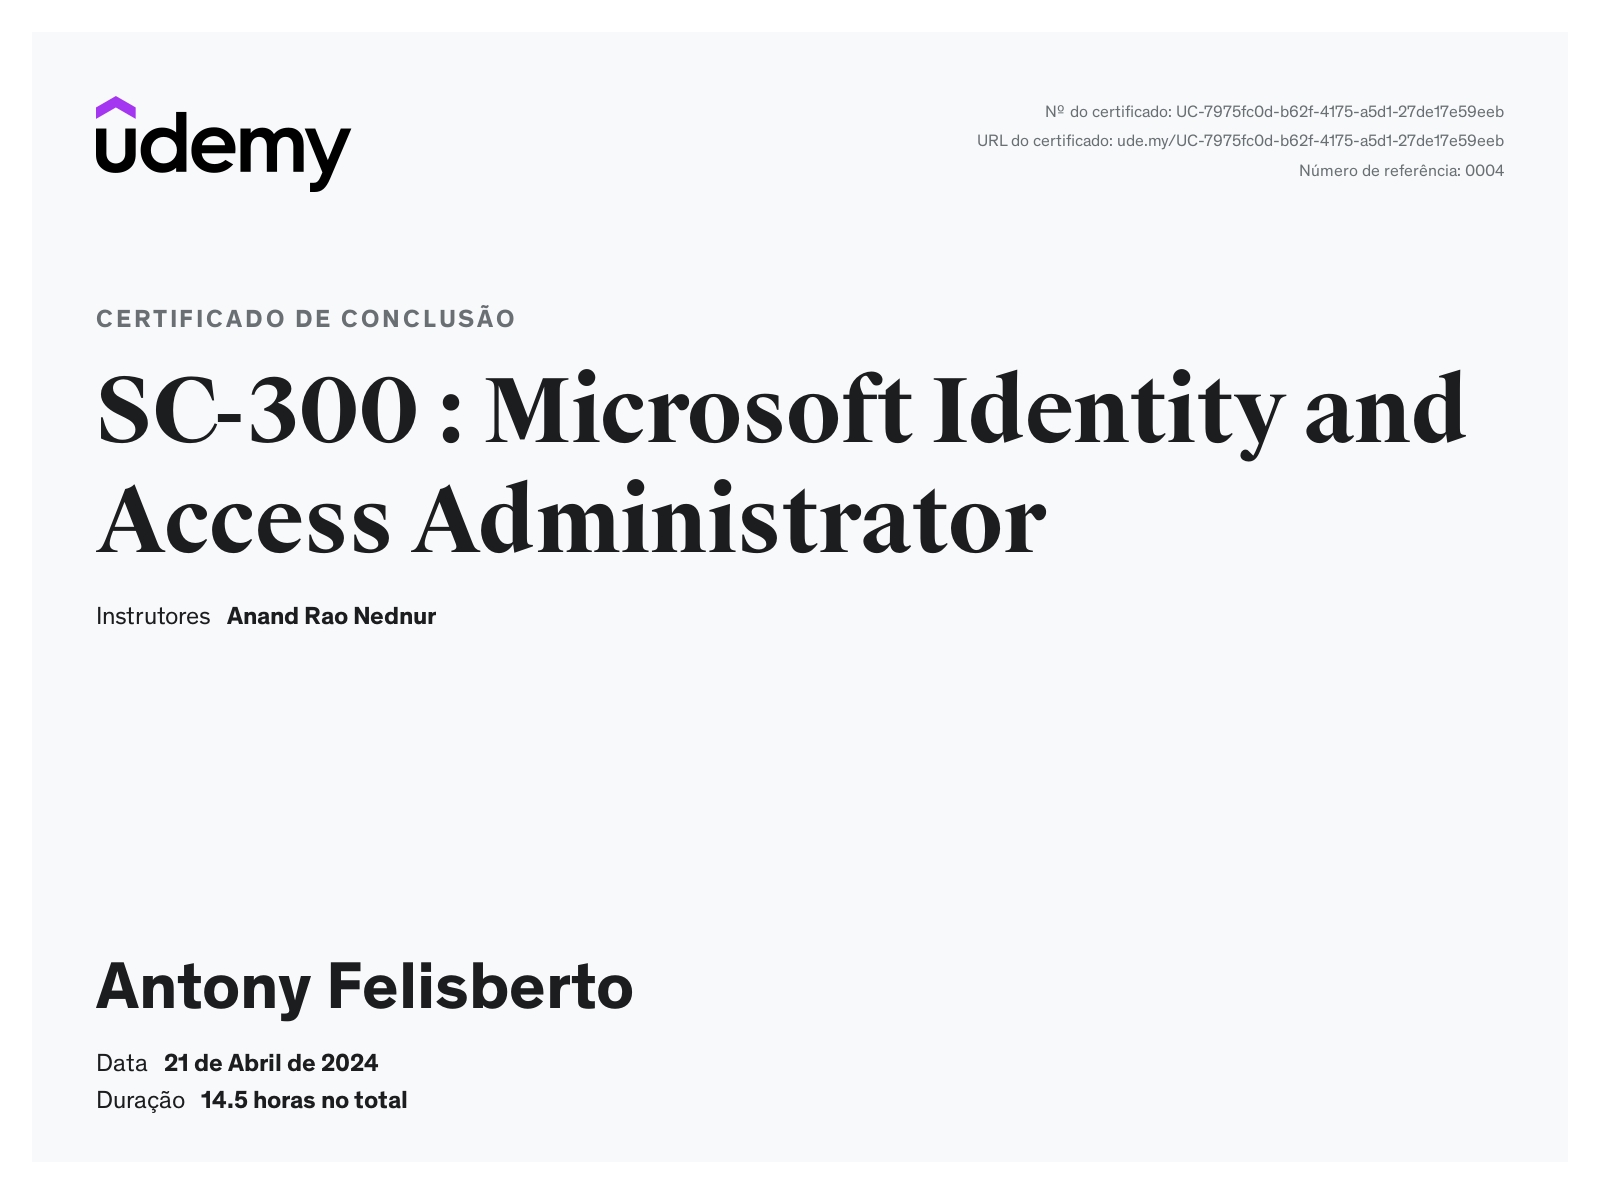 udemy
Nº do certificado: UC-7975fc0d-b62f-4175-a5d1-27de17e59eeb
URL do certificado: ude.my/UC-7975fc0d-b62f-4175-a5d1-27de17e59eeb
Número de referência: 0004
CERTIFICADO DE CONCLUSÃO
SC-300 : Microsoft Identity and
Access Administrator
Instrutores Anand Rao Nednur
Antony Felisberto
Data 21 de Abril de 2024
Duração 14.5 horas no total